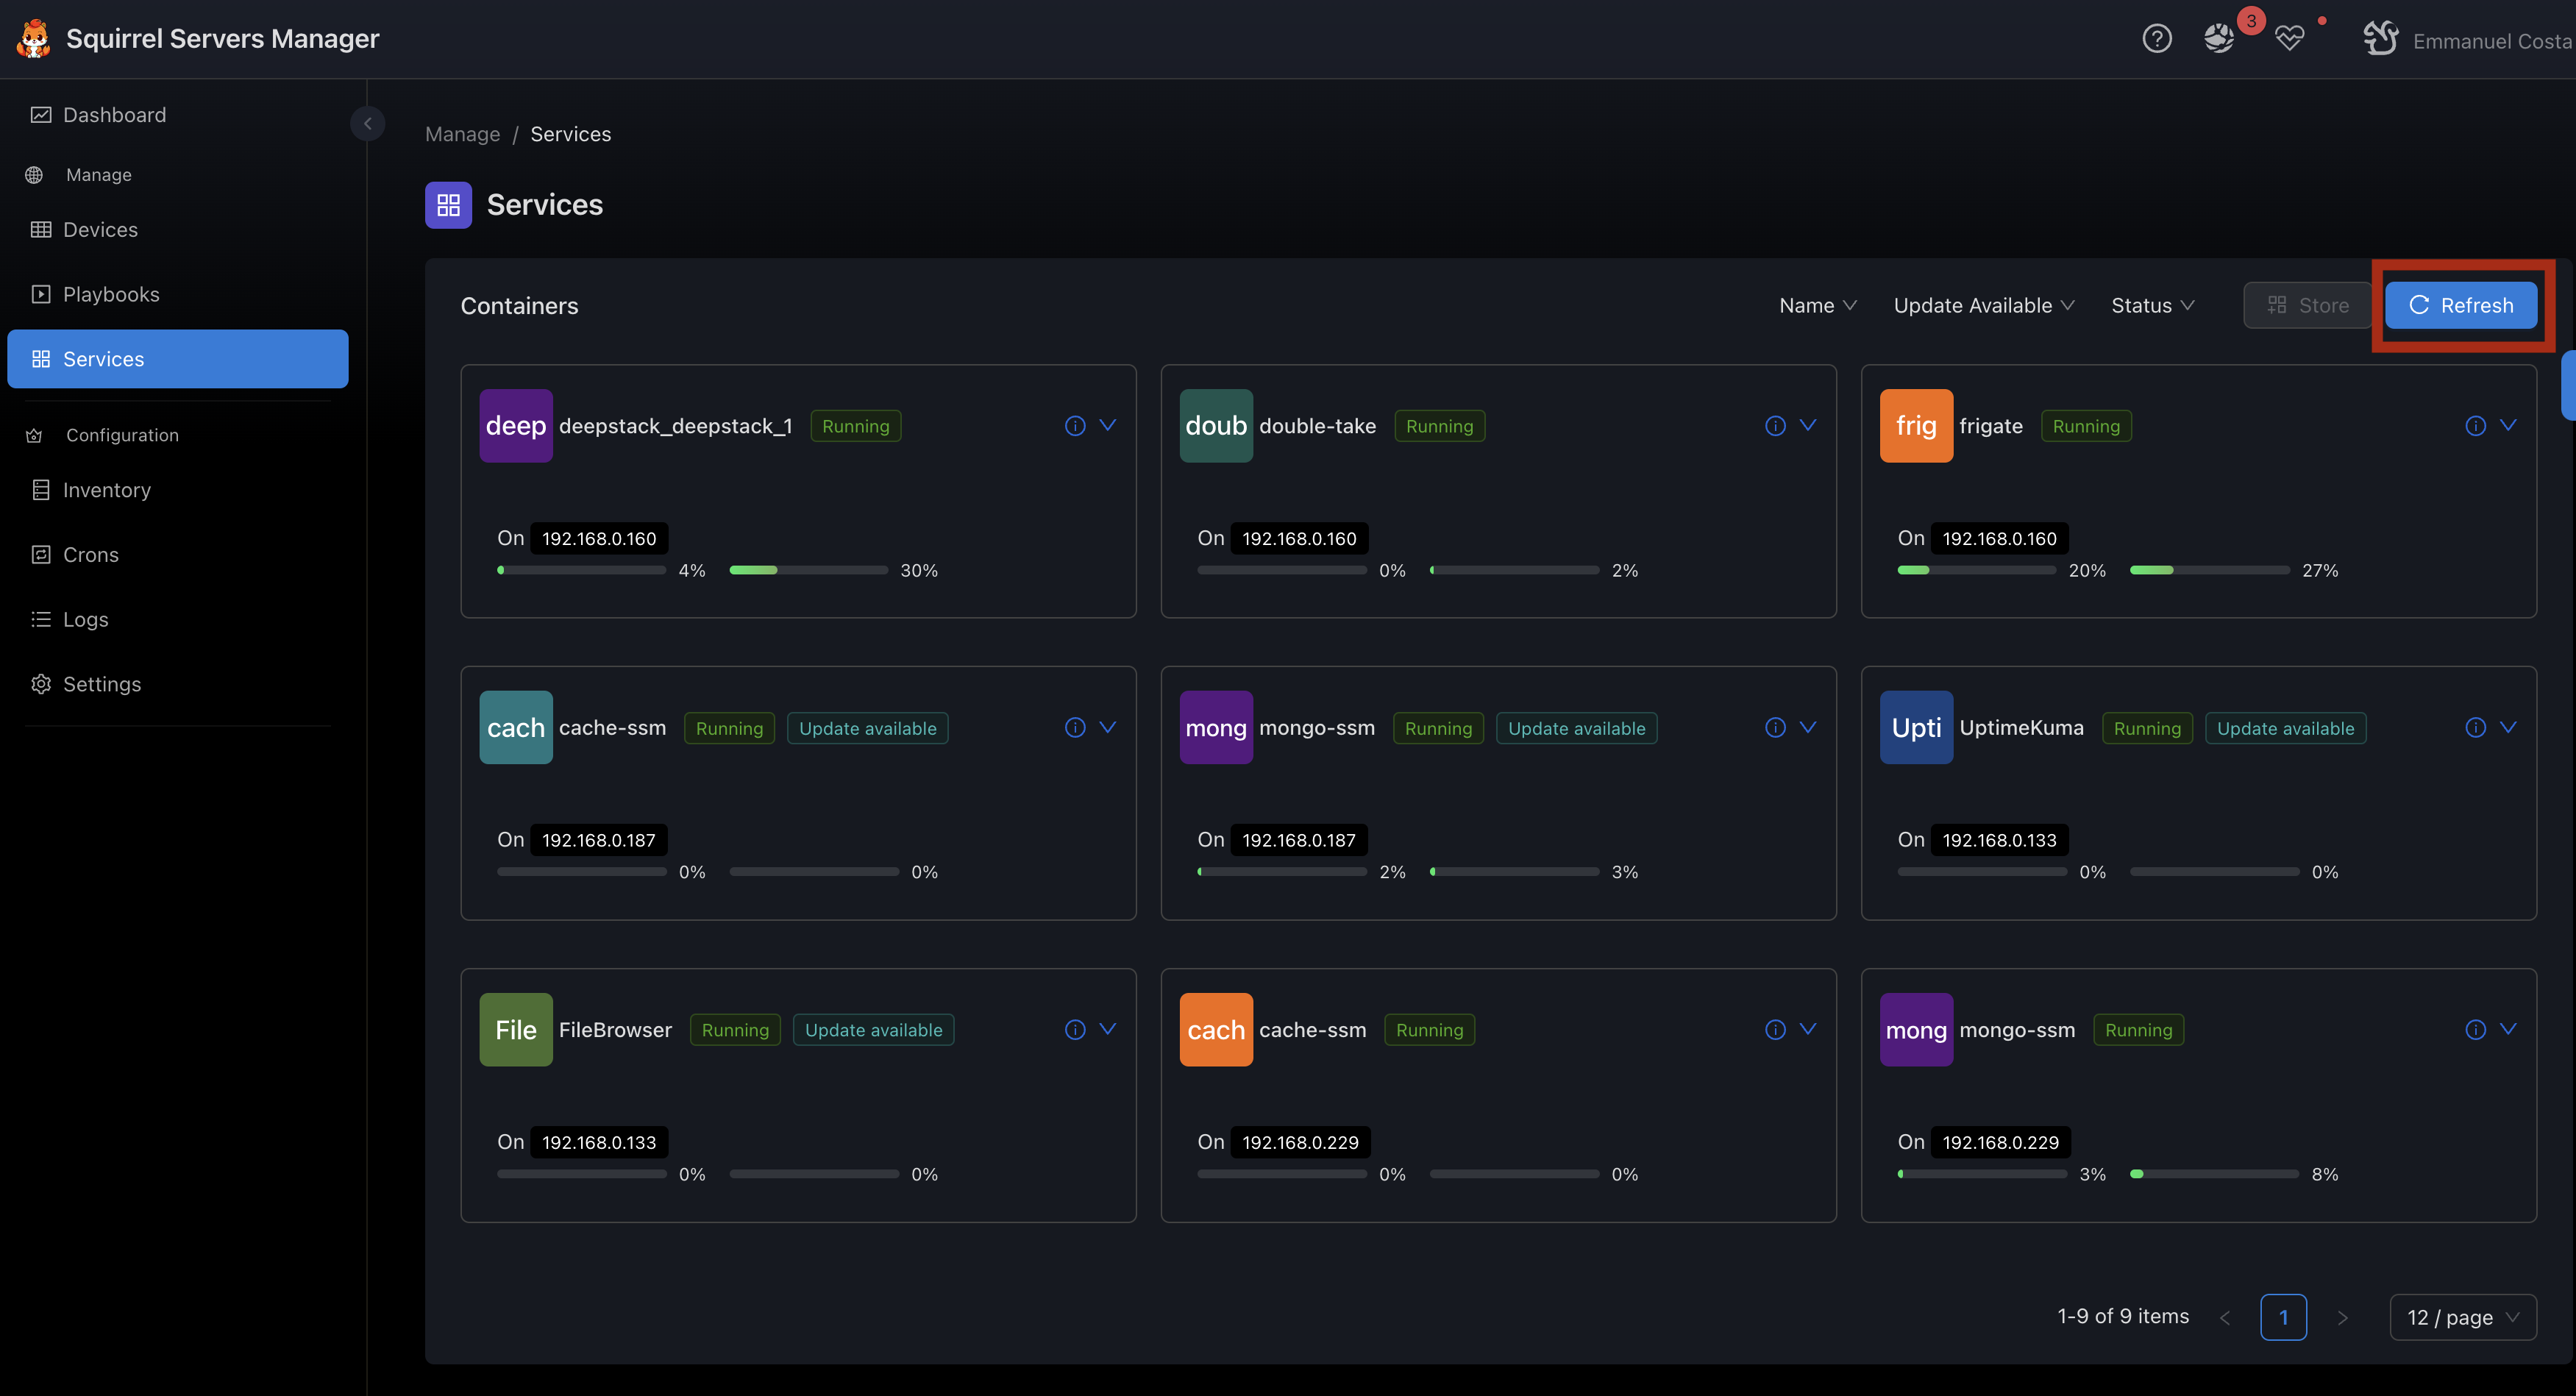 Squirrel Servers Manager
3
Emmanuel Costa
Dashboard
Manage
Devices
Playbooks
Services
Configuration
Inventory
Crons
Logs
Settings
Manage / Services
Services
Containers
Name
Update Available
Status
Store
Refresh
deep deepstack_deepstack_1 Running
On 192.168.0.160
4% 30%
doub double-take Running
On 192.168.0.160
0% 2%
frig frigate Running
On 192.168.0.160
20% 27%
cach cache-ssm Running Update available
On 192.168.0.187
0% 0%
mong mongo-ssm Running Update available
On 192.168.0.187
2% 3%
Upti UptimeKuma Running Update available
On 192.168.0.133
0% 0%
File FileBrowser Running Update available
On 192.168.0.133
0% 0%
cach cache-ssm Running
On 192.168.0.229
0% 0%
mong mongo-ssm Running
On 192.168.0.229
3% 8%
1-9 of 9 items
1
12 / page